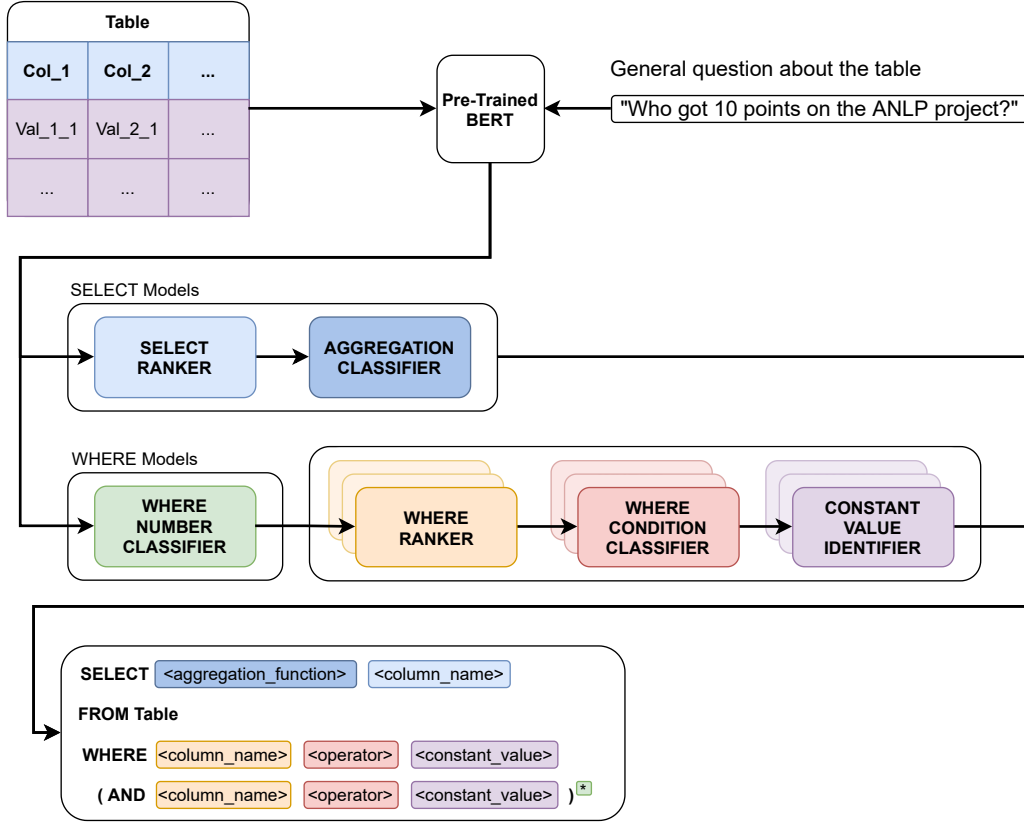 Table
Col_1 Col_2 ...
Val_1_1 Val_2_1 ...
... ... ...
Pre-Trained
BERT
General question about the table
"Who got 10 points on the ANLP project?"
SELECT Models
SELECT
RANKER
AGGREGATION
CLASSIFIER
WHERE Models
WHERE
NUMBER
CLASSIFIER
WHERE
RANKER
WHERE
CONDITION
CLASSIFIER
CONSTANT
VALUE
IDENTIFIER
SELECT <aggregation_function> <column_name>
FROM Table
WHERE <column_name> <operator> <constant_value>
( AND <column_name> <operator> <constant_value> ) *